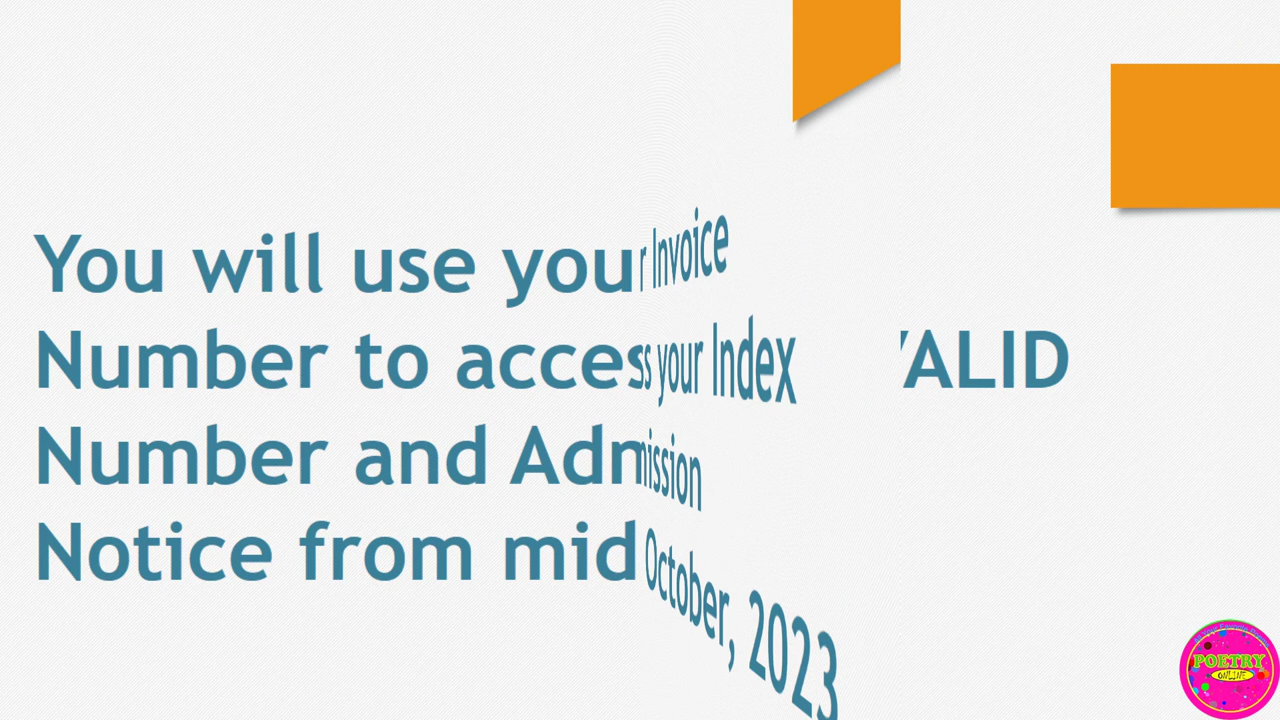 You will use your Invoice
Number to access your Index
VALID
Number and Admission
Notice from mid October, 2023
POETRY
ONLINE